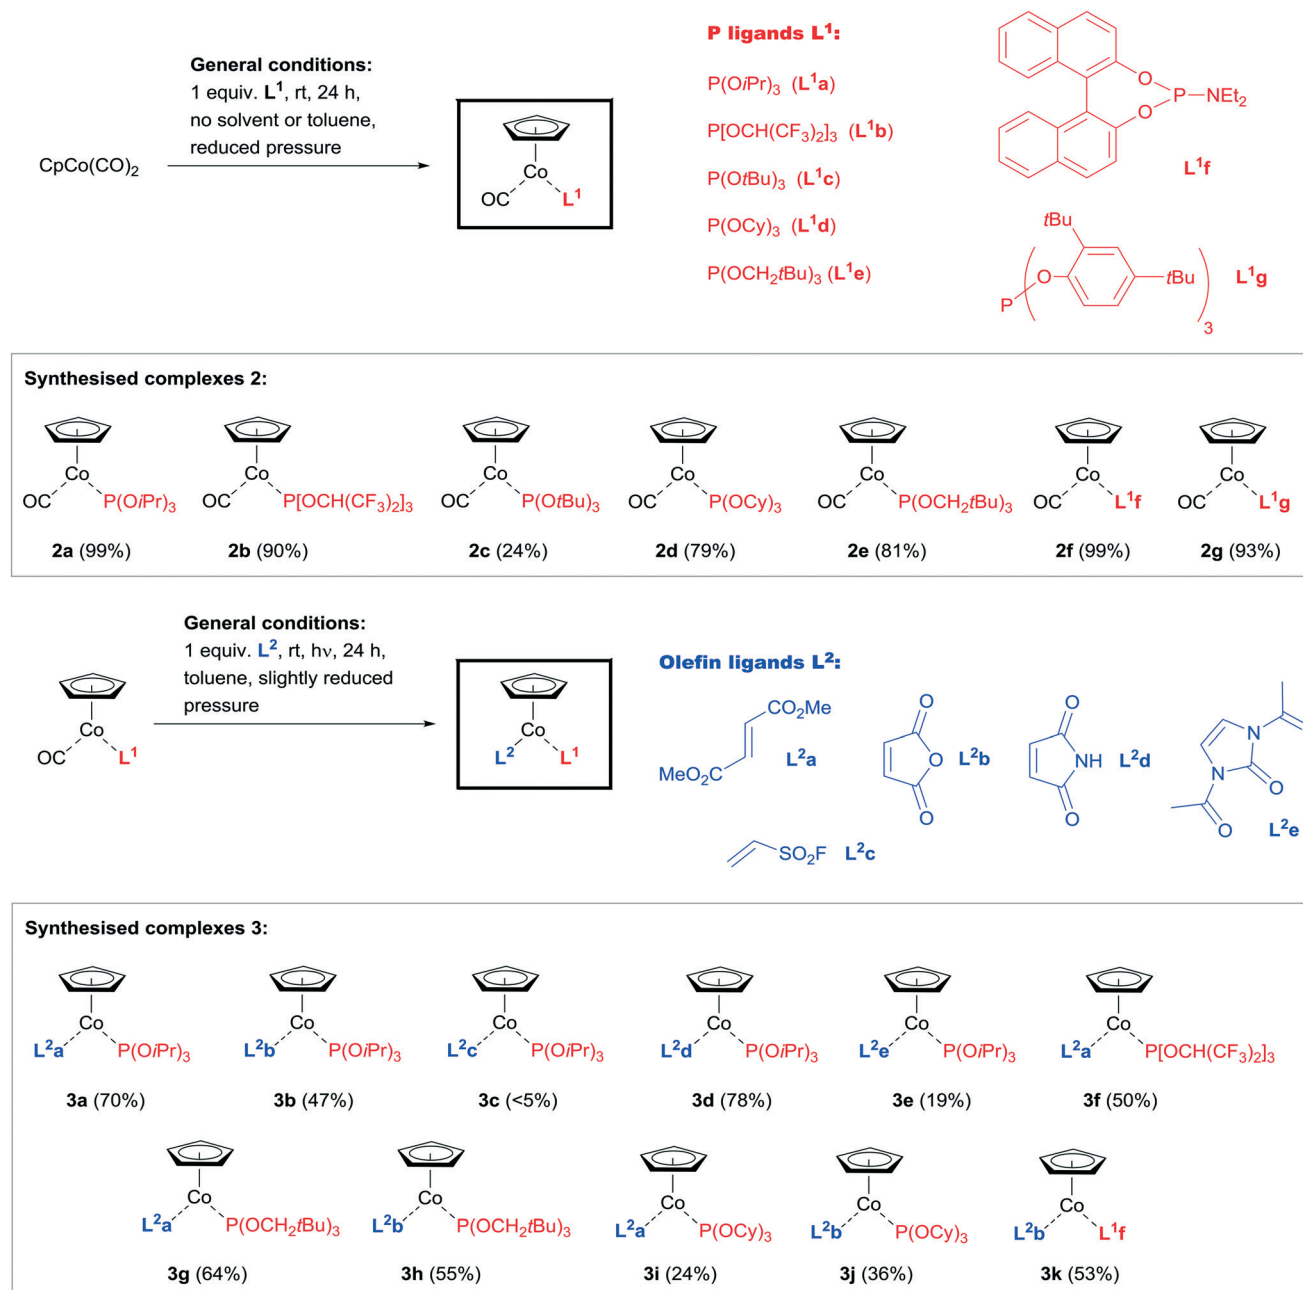 General conditions:
1 equiv. L¹, rt, 24 h,
no solvent or toluene,
reduced pressure
CpCo(CO)₂
Co
OC
L¹
P ligands L¹:
P(OiPr)₃ (L¹a)
P[OCH(CF₃)₂]₃ (L¹b)
P(OtBu)₃ (L¹c)
P(OCy)₃ (L¹d)
P(OCH₂tBu)₃ (L¹e)
O
P
NEt₂
O
L¹f
tBu
O
tBu
P
3
L¹g
Synthesised complexes 2:
Co
OC
P(OiPr)₃
2a (99%)
Co
OC
P[OCH(CF₃)₂]₃
2b (90%)
Co
OC
P(OtBu)₃
2c (24%)
Co
OC
P(OCy)₃
2d (79%)
Co
OC
P(OCH₂tBu)₃
2e (81%)
Co
OC
L¹f
2f (99%)
Co
OC
L¹g
2g (93%)
General conditions:
1 equiv. L², rt, hν, 24 h,
toluene, slightly reduced
pressure
Co
OC
L¹
Co
L²
L¹
Olefin ligands L²:
CO₂Me
MeO₂C
L²a
O
O
O
L²b
O
NH
O
L²d
N
N
O
O
L²e
SO₂F
L²c
Synthesised complexes 3:
Co
L²a
P(OiPr)₃
3a (70%)
Co
L²b
P(OiPr)₃
3b (47%)
Co
L²c
P(OiPr)₃
3c (<5%)
Co
L²d
P(OiPr)₃
3d (78%)
Co
L²e
P(OiPr)₃
3e (19%)
Co
L²a
P[OCH(CF₃)₂]₃
3f (50%)
Co
L²a
P(OCH₂tBu)₃
3g (64%)
Co
L²b
P(OCH₂tBu)₃
3h (55%)
Co
L²a
P(OCy)₃
3i (24%)
Co
L²b
P(OCy)₃
3j (36%)
Co
L²b
L¹f
3k (53%)